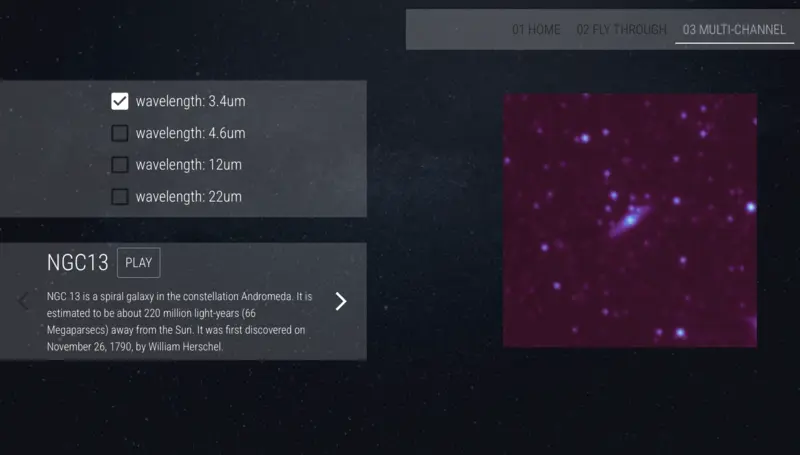 01 HOME 02 FLY THROUGH 03 MULTI-CHANNEL
wavelength: 3.4um
wavelength: 4.6um
wavelength: 12um
wavelength: 22um
NGC13 PLAY
NGC 13 is a spiral galaxy in the constellation Andromeda. It is
estimated to be about 220 million light-years (66
Megaparsecs) away from the Sun. It was first discovered on
November 26, 1790, by William Herschel.